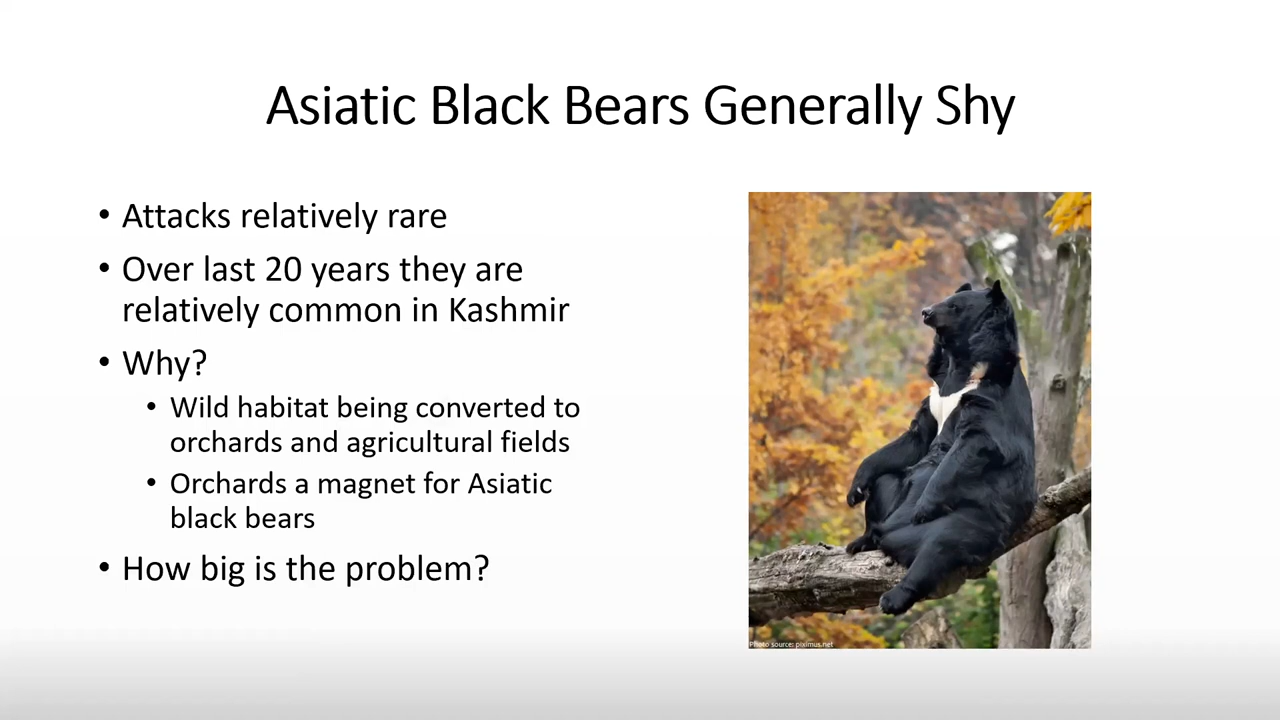 Asiatic Black Bears Generally Shy
• Attacks relatively rare
• Over last 20 years they are
relatively common in Kashmir
• Why?
• Wild habitat being converted to
orchards and agricultural fields
• Orchards a magnet for Asiatic
black bears
• How big is the problem?
Photo source: piximus.net